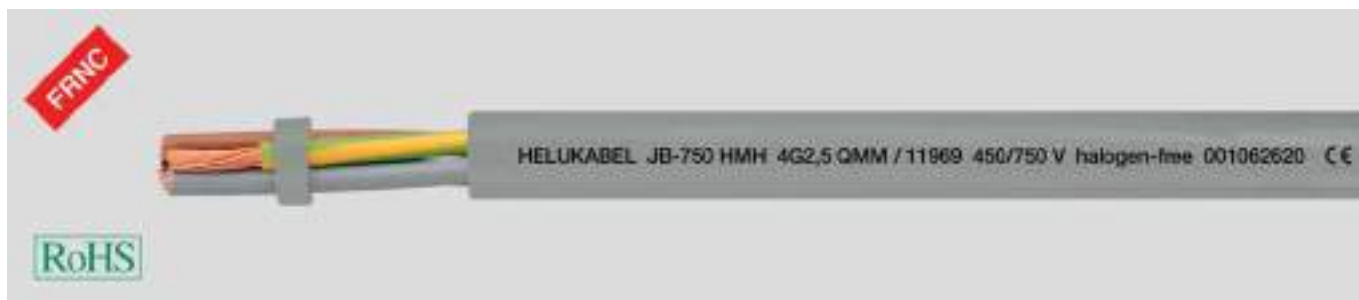 FRNC
HELUKABEL JB-750 HMH 4G2,5 QMM / 11969 450/750 V halogen-free 001062620 CE
RoHS